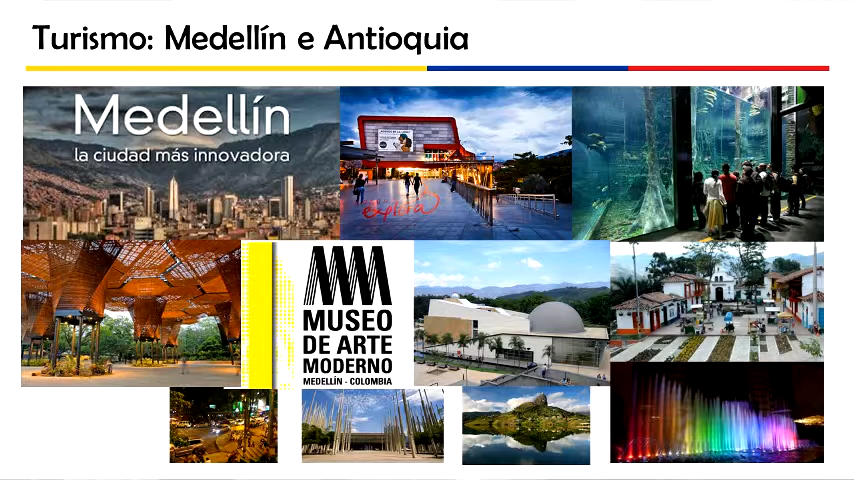 Turismo: Medellín e Antioquia
Medellín
la ciudad más innovadora
explora
MUSEO
DE ARTE
MODERNO
MEDELLÍN - COLOMBIA